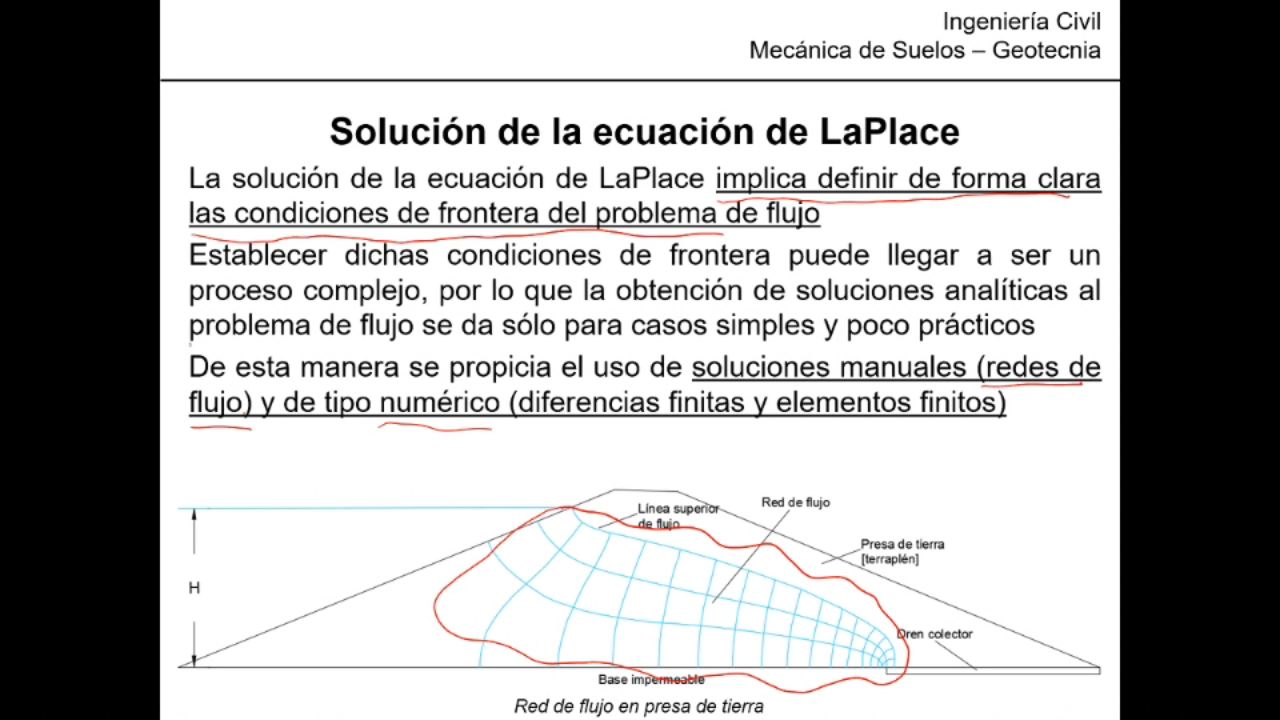 Ingeniería Civil
Mecánica de Suelos – Geotecnia
Solución de la ecuación de LaPlace
La solución de la ecuación de LaPlace implica definir de forma clara
las condiciones de frontera del problema de flujo
Establecer dichas condiciones de frontera puede llegar a ser un
proceso complejo, por lo que la obtención de soluciones analíticas al
problema de flujo se da sólo para casos simples y poco prácticos
De esta manera se propicia el uso de soluciones manuales (redes de
flujo) y de tipo numérico (diferencias finitas y elementos finitos)
Red de flujo
Línea superior
de flujo
Presa de tierra
[terraplén]
H
Dren colector
Base impermeable
Red de flujo en presa de tierra